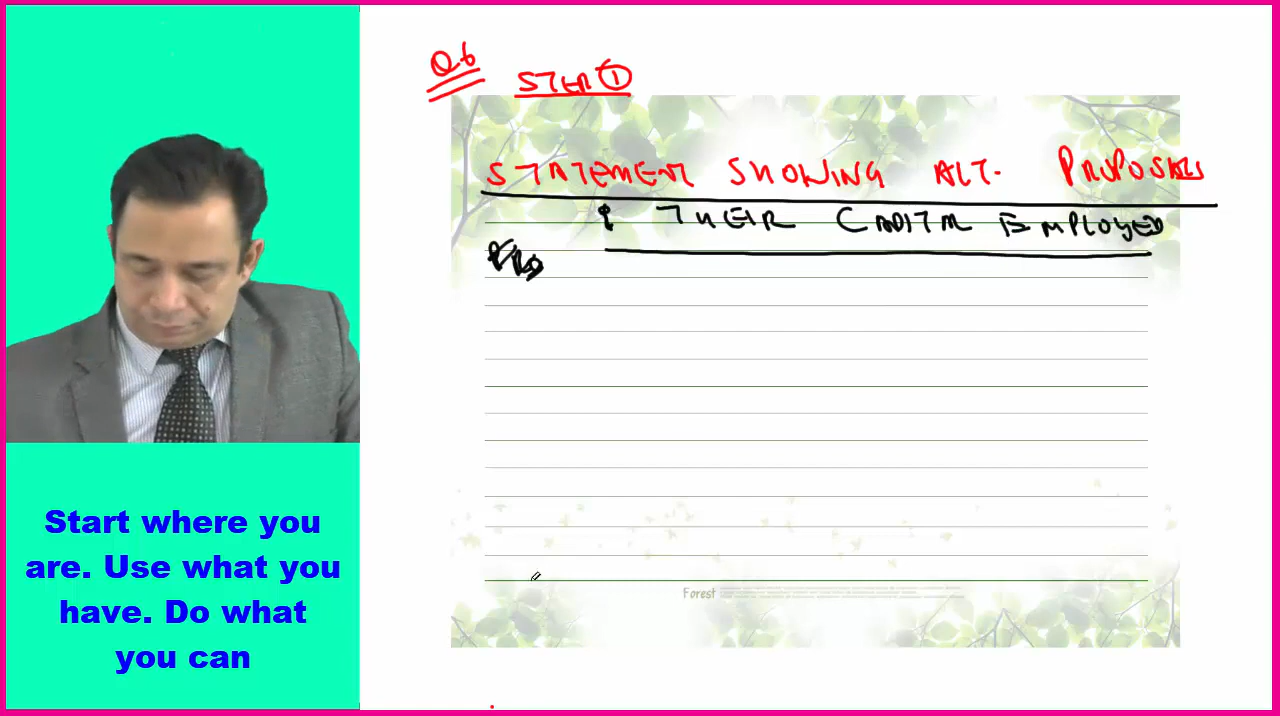 Q6
STEP ①
STATEMENT SHOWING ALT. PROPOSALS
& THEIR CAPITAL EMPLOYED
Forest
Start where you
are. Use what you
have. Do what
you can